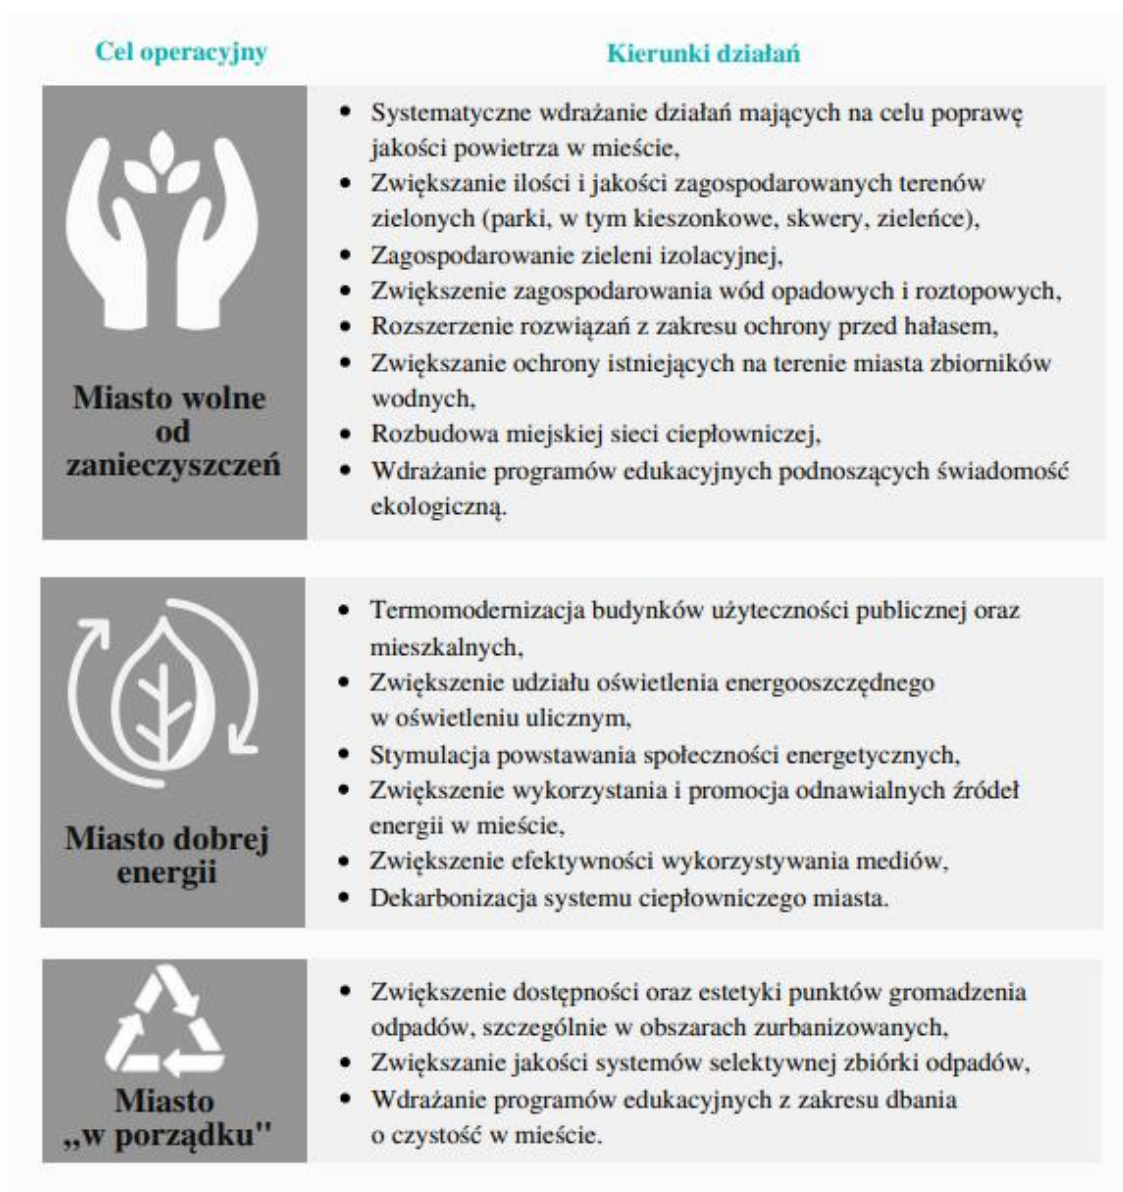 Cel operacyjny
Kierunki działań
Miasto wolne
od
zanieczyszczeń
• Systematyczne wdrażanie działań mających na celu poprawę
jakości powietrza w mieście,
• Zwiększanie ilości i jakości zagospodarowanych terenów
zielonych (parki, w tym kieszonkowe, skwery, zieleńce),
• Zagospodarowanie zieleni izolacyjnej,
• Zwiększenie zagospodarowania wód opadowych i roztopowych,
• Rozszerzenie rozwiązań z zakresu ochrony przed hałasem,
• Zwiększanie ochrony istniejących na terenie miasta zbiorników
wodnych,
• Rozbudowa miejskiej sieci ciepłowniczej,
• Wdrażanie programów edukacyjnych podnoszących świadomość
ekologiczną.
Miasto dobrej
energii
• Termomodernizacja budynków użyteczności publicznej oraz
mieszkalnych,
• Zwiększenie udziału oświetlenia energooszczędnego
w oświetleniu ulicznym,
• Stymulacja powstawania społeczności energetycznych,
• Zwiększenie wykorzystania i promocja odnawialnych źródeł
energii w mieście,
• Zwiększenie efektywności wykorzystywania mediów,
• Dekarbonizacja systemu ciepłowniczego miasta.
Miasto
„w porządku"
• Zwiększenie dostępności oraz estetyki punktów gromadzenia
odpadów, szczególnie w obszarach zurbanizowanych,
• Zwiększanie jakości systemów selektywnej zbiórki odpadów,
• Wdrażanie programów edukacyjnych z zakresu dbania
o czystość w mieście.